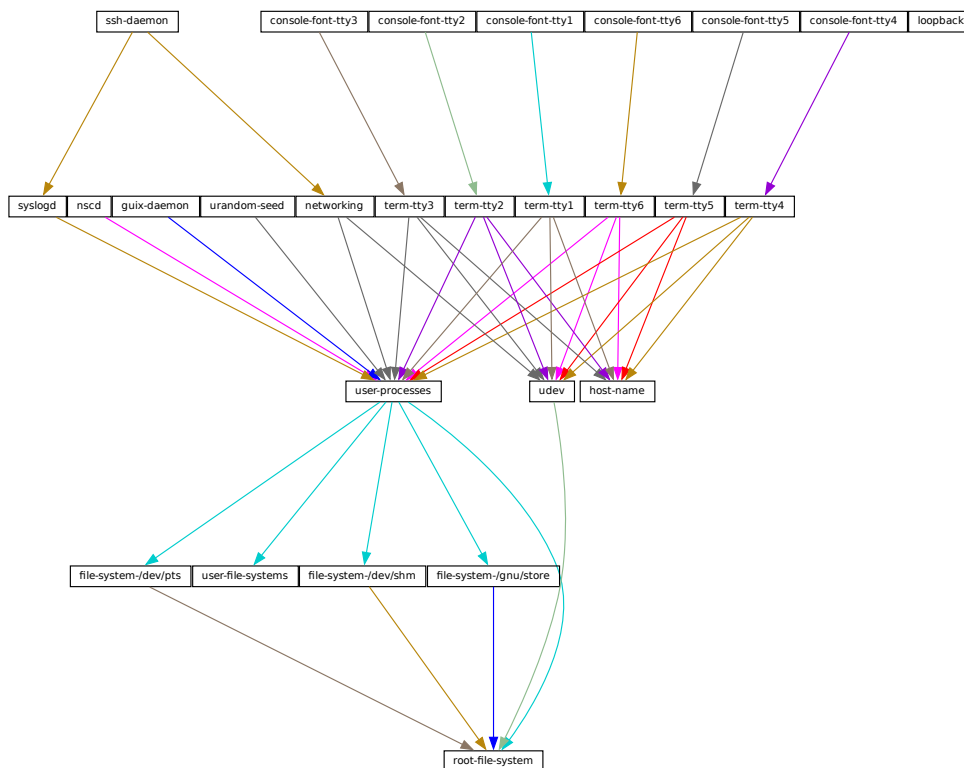 ssh-daemon
console-font-tty3
console-font-tty2
console-font-tty1
console-font-tty6
console-font-tty5
console-font-tty4
loopback
syslogd
nscd
guix-daemon
urandom-seed
networking
term-tty3
term-tty2
term-tty1
term-tty6
term-tty5
term-tty4
user-processes
udev
host-name
file-system-/dev/pts
user-file-systems
file-system-/dev/shm
file-system-/gnu/store
root-file-system